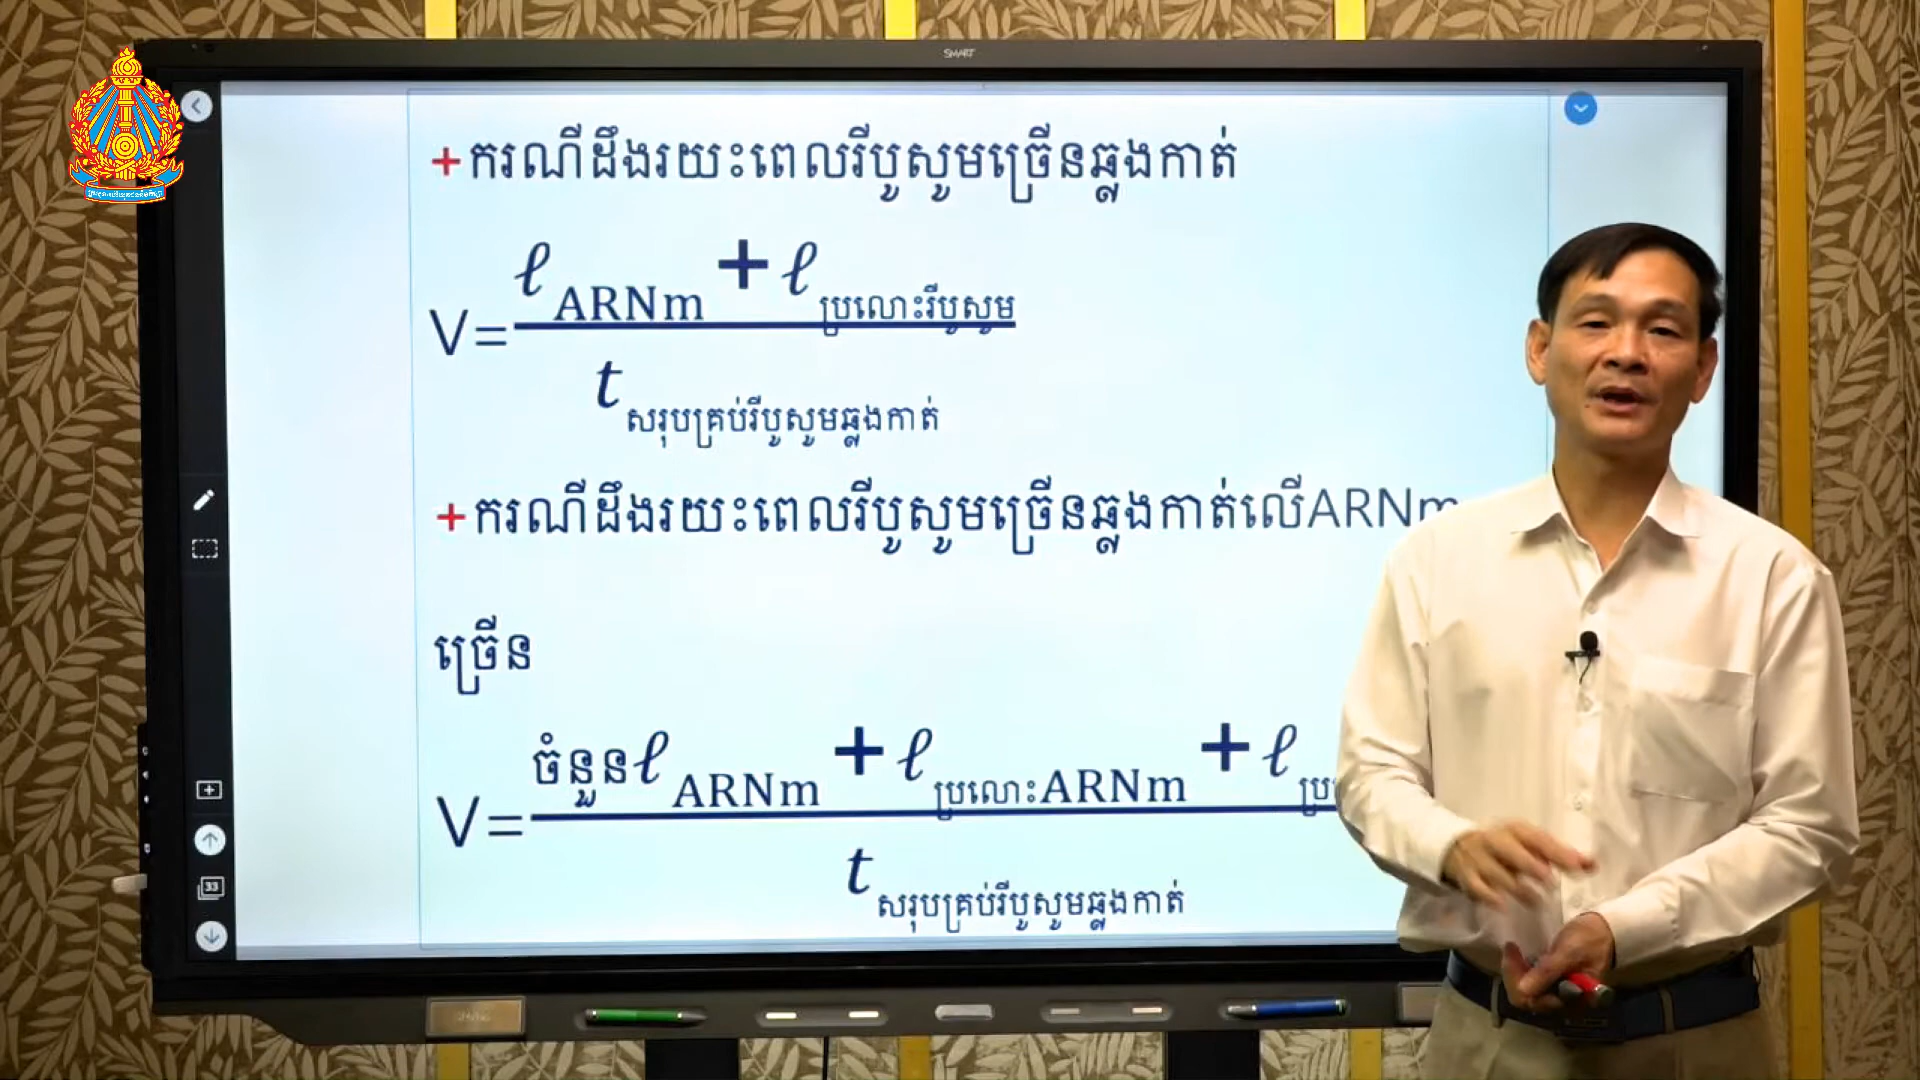 SMART
+ករណីដឹងរយៈពេលរីបូសូមច្រើនឆ្លងកាត់
V=
ℓ ARNm + ℓ ប្រលោះរីបូសូម
t សរុបគ្រប់រីបូសូមឆ្លងកាត់
+ករណីដឹងរយៈពេលរីបូសូមច្រើនឆ្លងកាត់លើARNm
ច្រើន
V=
ចំនួនℓ ARNm + ℓ ប្រលោះARNm + ℓ
t សរុបគ្រប់រីបូសូមឆ្លងកាត់
33